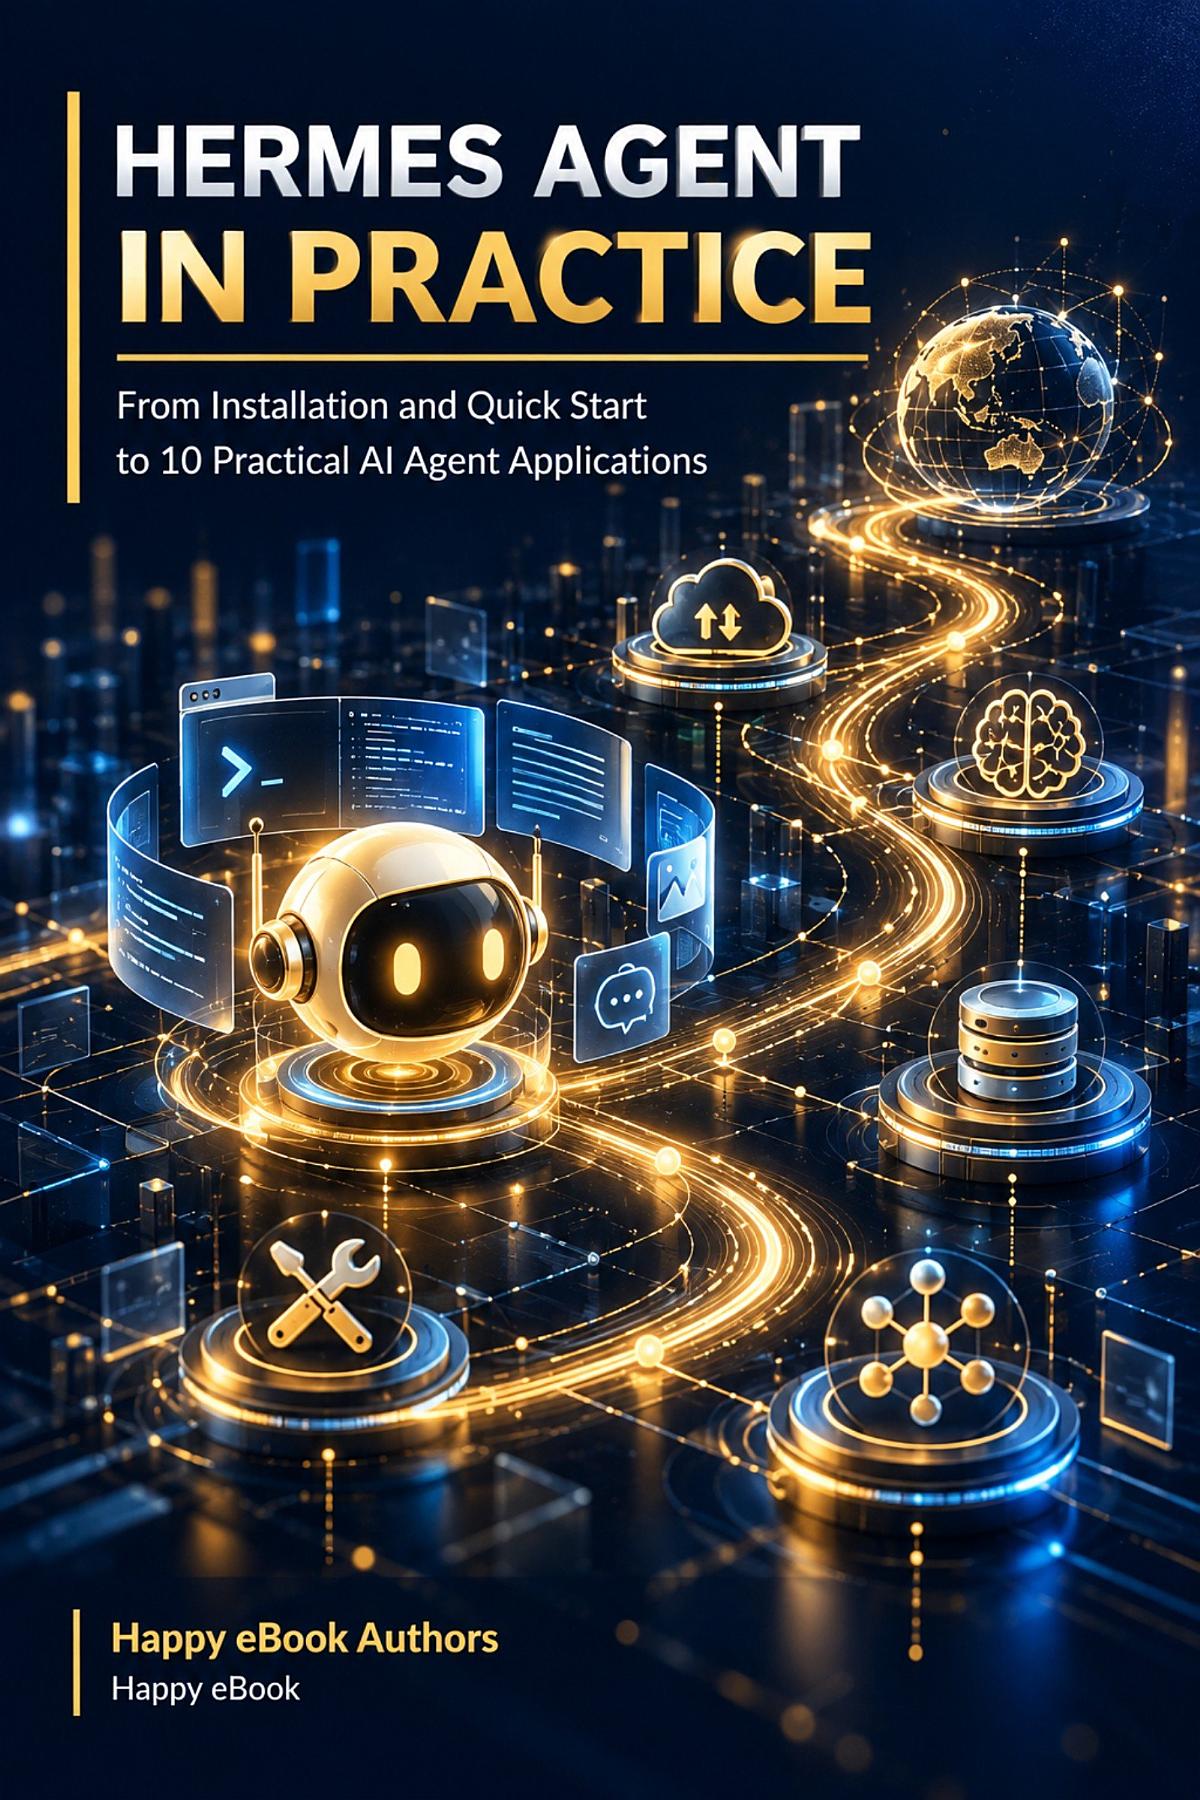 HERMES AGENT
IN PRACTICE
From Installation and Quick Start
to 10 Practical AI Agent Applications
Happy eBook Authors
Happy eBook